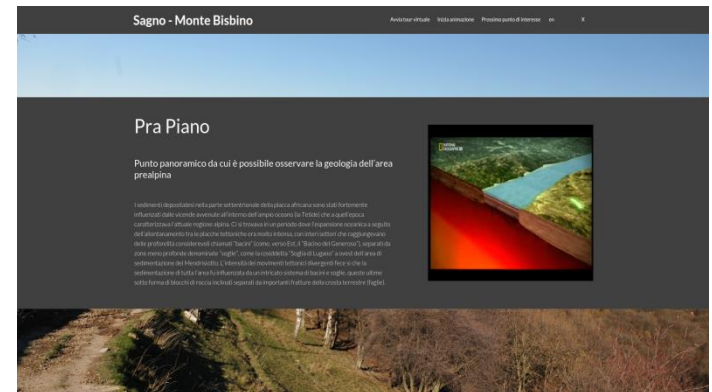 Sagno - Monte Bisbino
Avvia tour virtuale Inizia animazione Prossimo punto di interesse en X
Pra Piano
Punto panoramico da cui è possibile osservare la geologia dell'area
prealpina
I sedimenti depositatesi nella parte settentrionale della placca africana sono stati fortemente
influenzati dalle vicende avvenute all'interno dell'ampio oceano (la Tetide) che a quell'epoca
caratterizzava l'attuale regione alpina. Ci si trovava in un periodo dove l'espansione oceanica a seguito
dell'allontanamento tra le placche tettoniche era molto intensa, con interi settori che raggiungevano
delle profondità considerevoli chiamati "bacini" (come, verso Est, il "Bacino del Generoso"), separati da
zone meno profonde denominate "soglie", come la cosiddetta "Soglia di Lugano" a ovest dell'area di
sedimentazione del Mendrisiotto. L'intensità dei movimenti tettonici divergenti fece si che la
sedimentazione di tutta l'area fu influenzata da un intricato sistema di bacini e soglie, queste ultime
sotto forma di blocchi di roccia inclinati separati da importanti fratture della crosta terrestre (faglie).
NATIONAL
GEOGRAPHIC